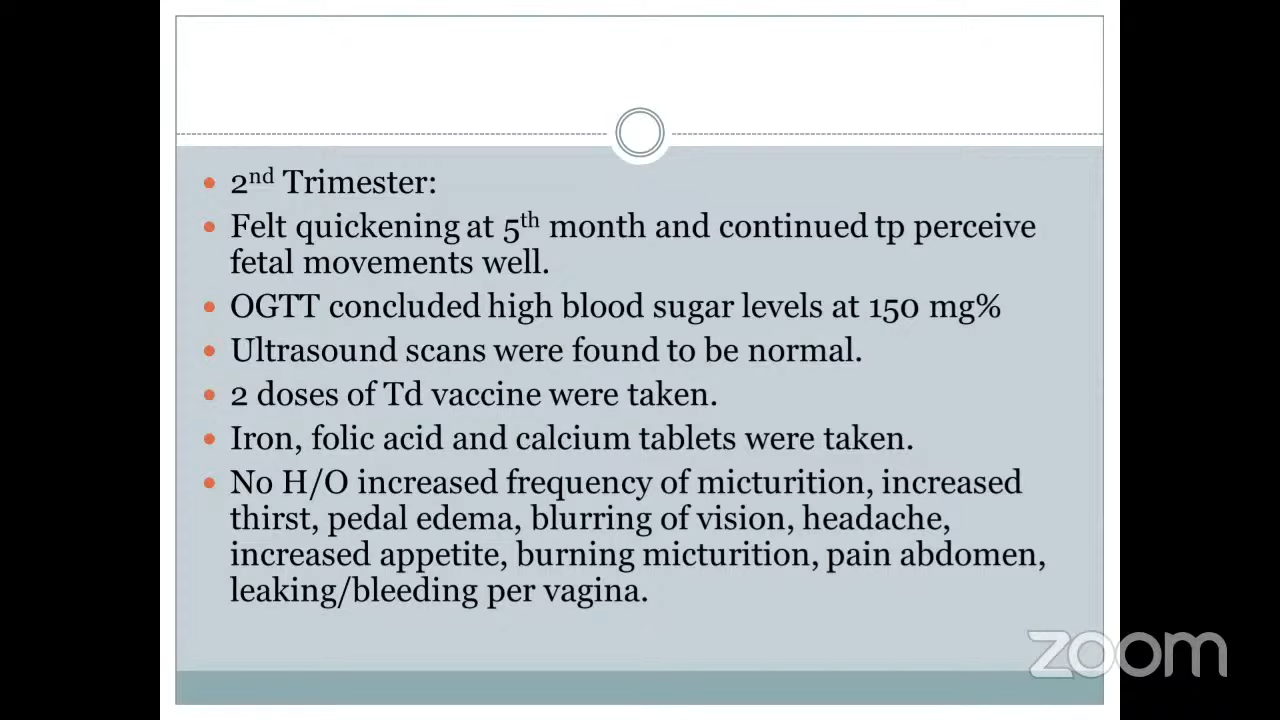 2nd Trimester:
Felt quickening at 5th month and continued tp perceive
fetal movements well.
OGTT concluded high blood sugar levels at 150 mg%
Ultrasound scans were found to be normal.
2 doses of Td vaccine were taken.
Iron, folic acid and calcium tablets were taken.
No H/O increased frequency of micturition, increased
thirst, pedal edema, blurring of vision, headache,
increased appetite, burning micturition, pain abdomen,
leaking/bleeding per vagina.
zoom